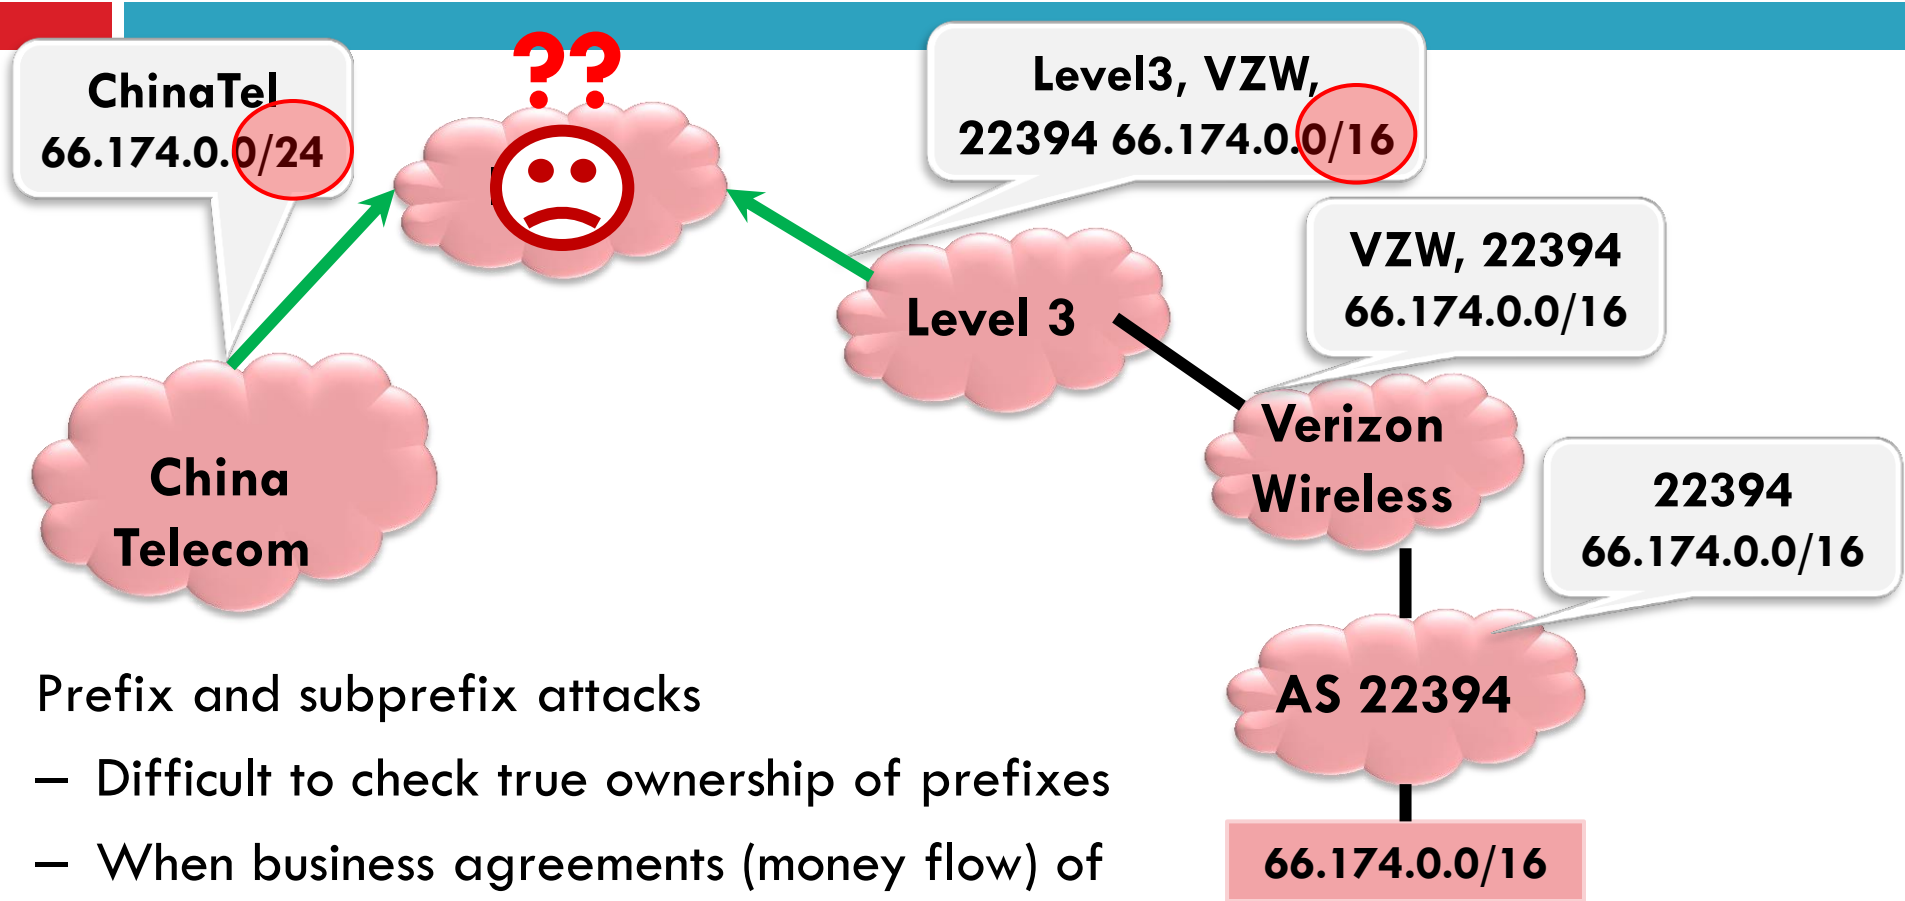 ChinaTel
66.174.0.0/24
??
Level3, VZW,
22394 66.174.0.0/16
VZW, 22394
66.174.0.0/16
Level 3
Verizon
Wireless
China
Telecom
22394
66.174.0.0/16
AS 22394
66.174.0.0/16
Prefix and subprefix attacks
– Difficult to check true ownership of prefixes
– When business agreements (money flow) of